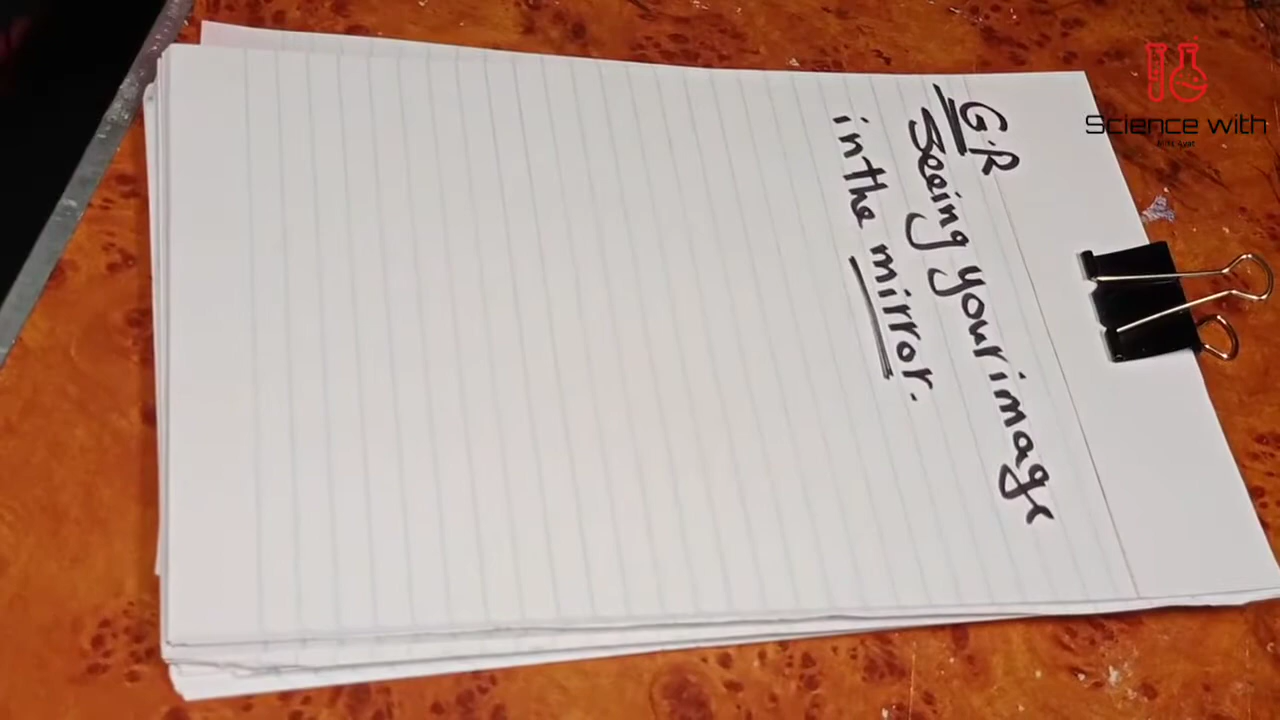 G.R
Seeing your image
in the mirror.
Science with